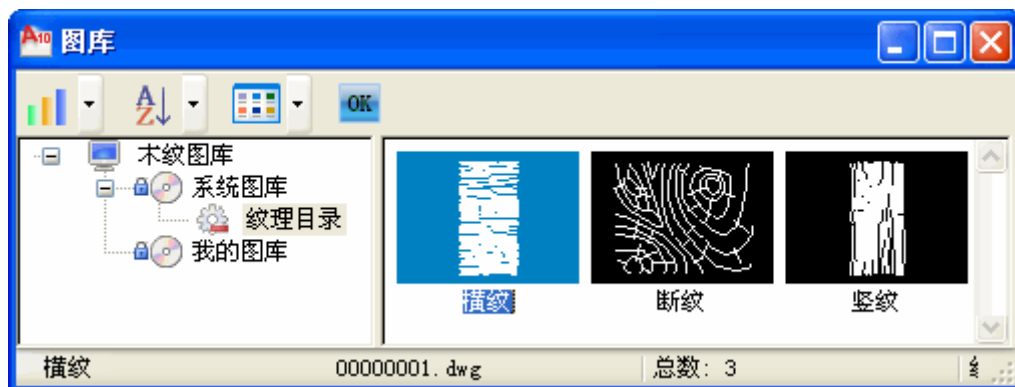 A10 图库
A Z OK
木纹图库
系统图库
纹理目录
我的图库
横纹 断纹 竖纹
横纹 00000001.dwg 总数: 3